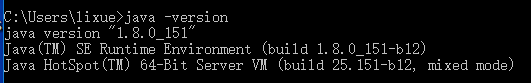 C:\Users\lixue>java -version
java version "1.8.0_151"
Java(TM) SE Runtime Environment (build 1.8.0_151-b12)
Java HotSpot(TM) 64-Bit Server VM (build 25.151-b12, mixed mode)